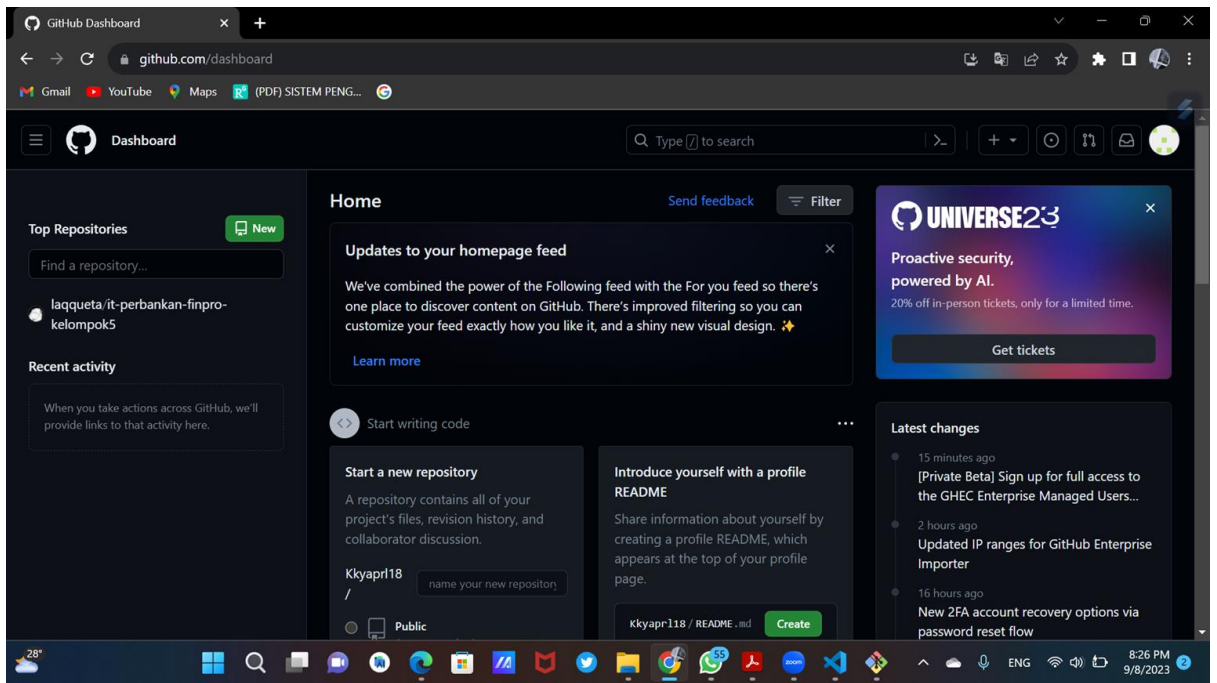 GitHub Dashboard
github.com/dashboard
Gmail YouTube Maps (PDF) SISTEM PENG...
Dashboard
Type / to search
Top Repositories
New
Find a repository...
laqqueta/it-perbankan-finpro-
kelompok5
Recent activity
When you take actions across GitHub, we'll
provide links to that activity here.
Home
Send feedback
Filter
Updates to your homepage feed
We've combined the power of the Following feed with the For you feed so there's
one place to discover content on GitHub. There's improved filtering so you can
customize your feed exactly how you like it, and a shiny new visual design. ✨
Learn more
Start writing code
Start a new repository
A repository contains all of your
project's files, revision history, and
collaborator discussion.
Kkyaprl18
/
name your new repository
Public
Introduce yourself with a profile
README
Share information about yourself by
creating a profile README, which
appears at the top of your profile
page.
Kkyaprl18 / README.md
Create
UNIVERSE23
Proactive security,
powered by AI.
20% off in-person tickets, only for a limited time.
Get tickets
Latest changes
15 minutes ago
[Private Beta] Sign up for full access to
the GHEC Enterprise Managed Users...
2 hours ago
Updated IP ranges for GitHub Enterprise
Importer
16 hours ago
New 2FA account recovery options via
password reset flow
28°
55
zoom
ENG
8:26 PM
9/8/2023
2